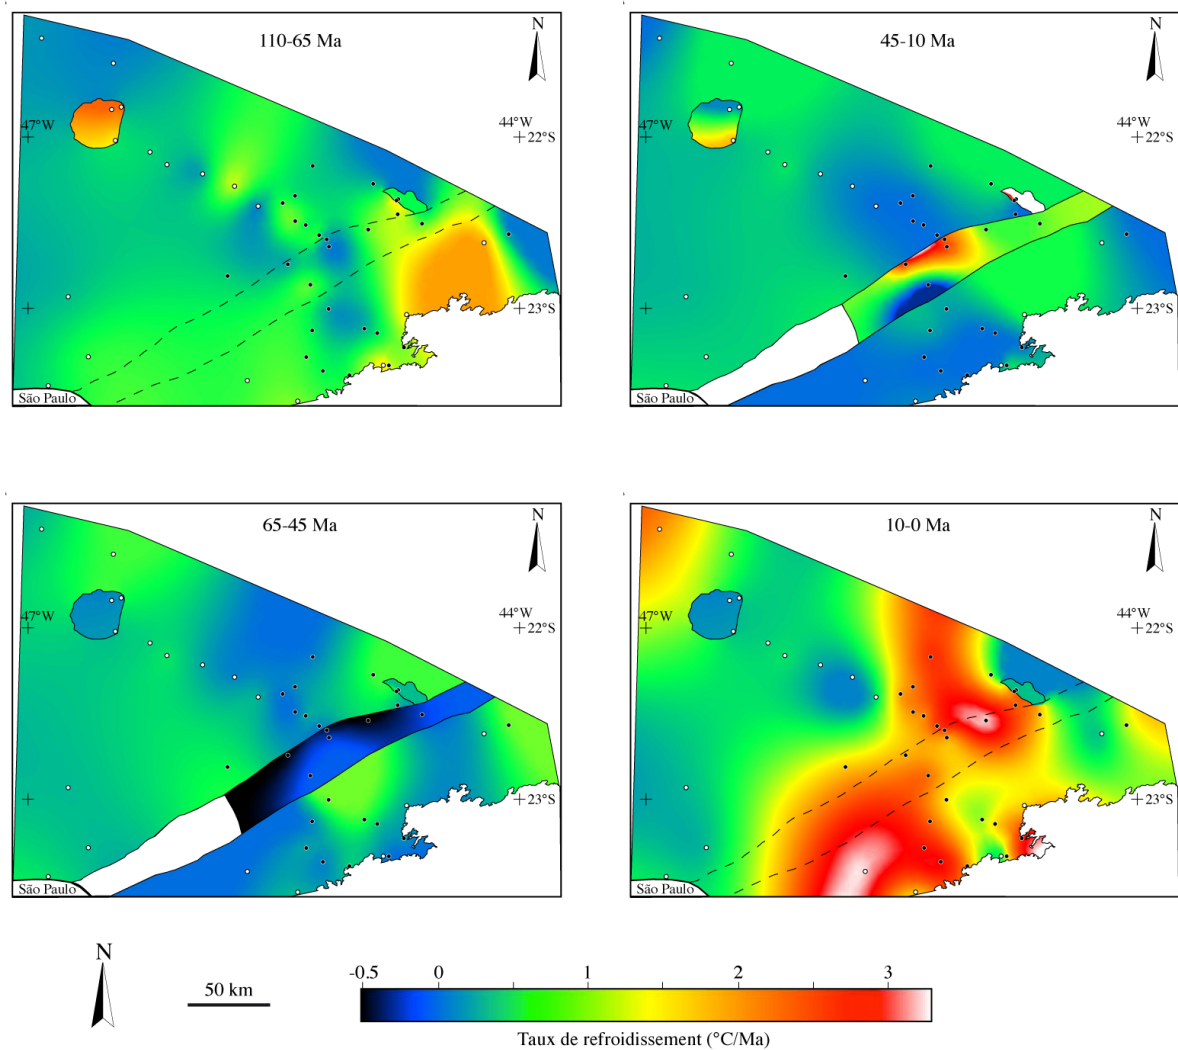 110-65 Ma
N
47°W
44°W
22°S
23°S
São Paulo
45-10 Ma
N
47°W
44°W
22°S
23°S
São Paulo
65-45 Ma
N
47°W
44°W
22°S
23°S
São Paulo
10-0 Ma
N
47°W
44°W
22°S
23°S
São Paulo
N
50 km
-0.5 0 1 2 3
Taux de refroidissement (°C/Ma)